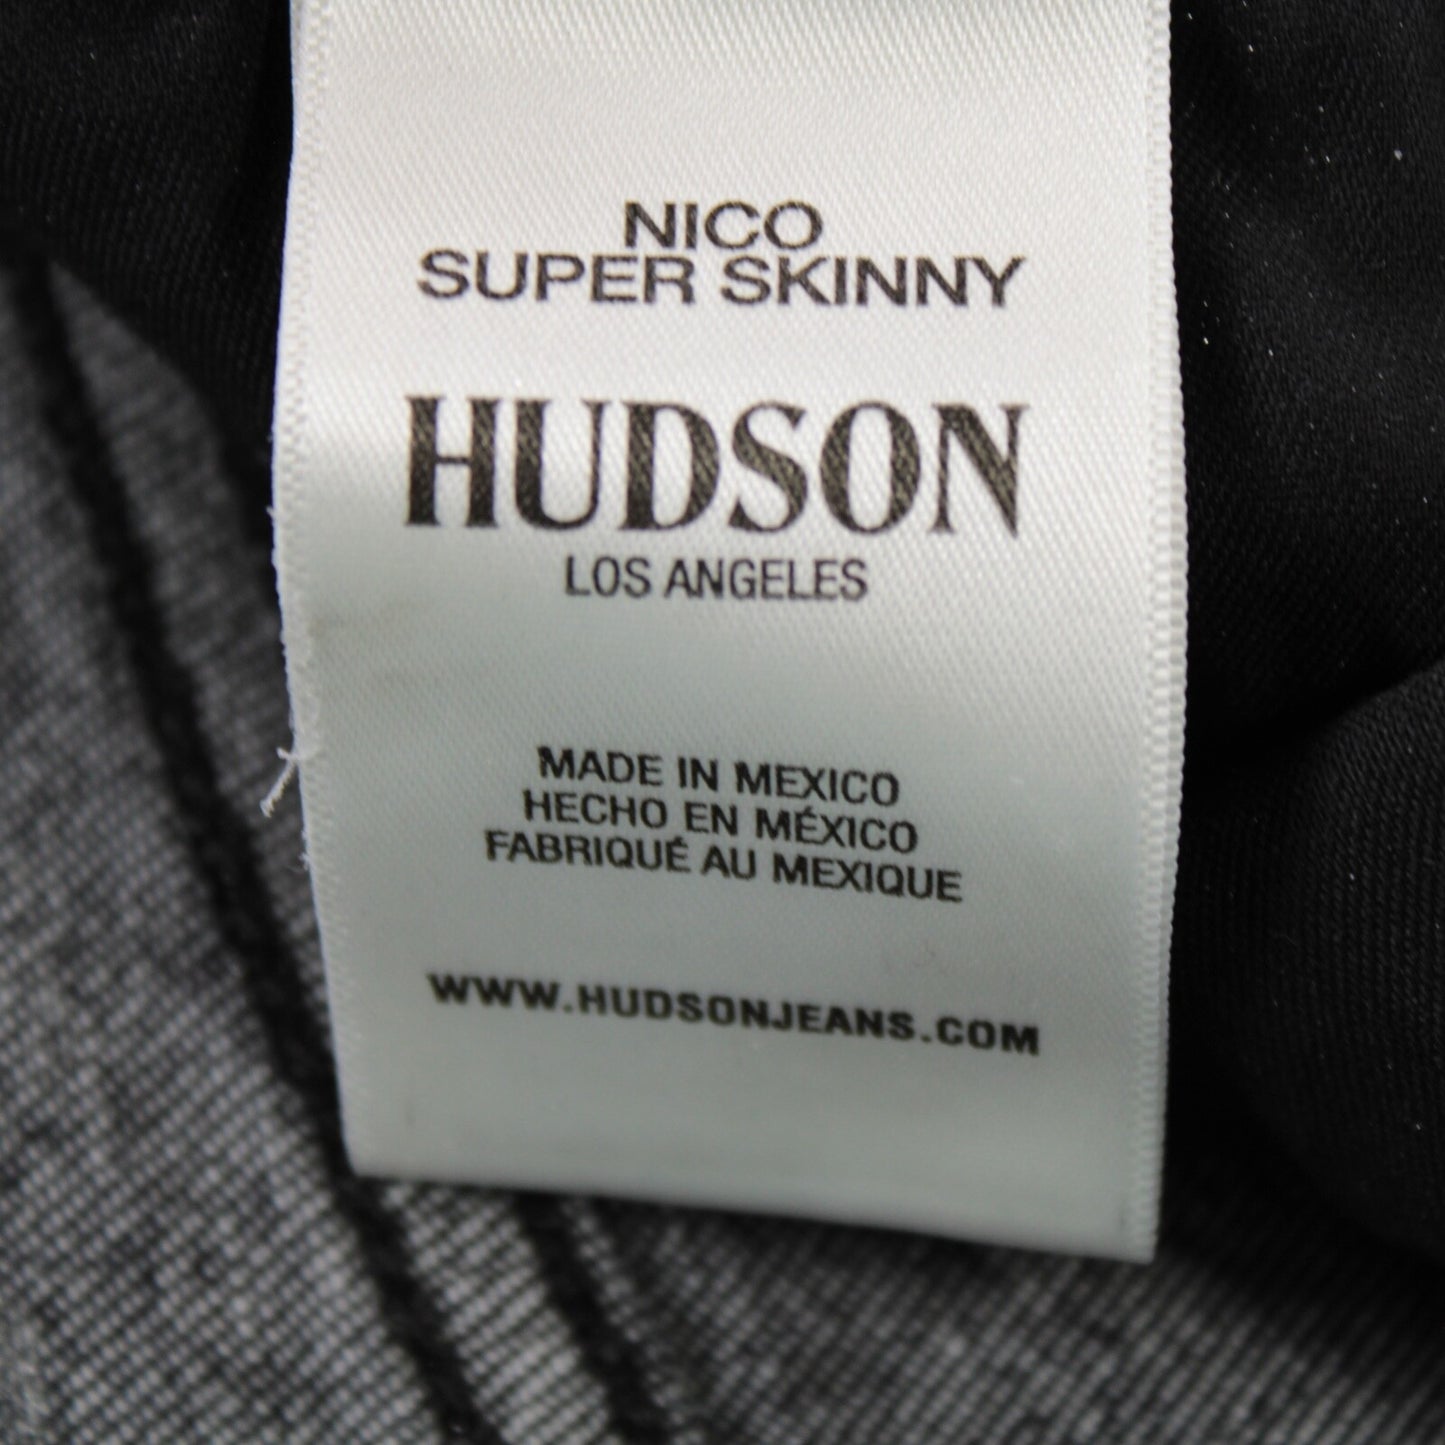 NICO
SUPER SKINNY
HUDSON
LOS ANGELES
MADE IN MEXICO
HECHO EN MÉXICO
FABRIQUÉ AU MEXIQUE
WWW.HUDSONJEANS.COM